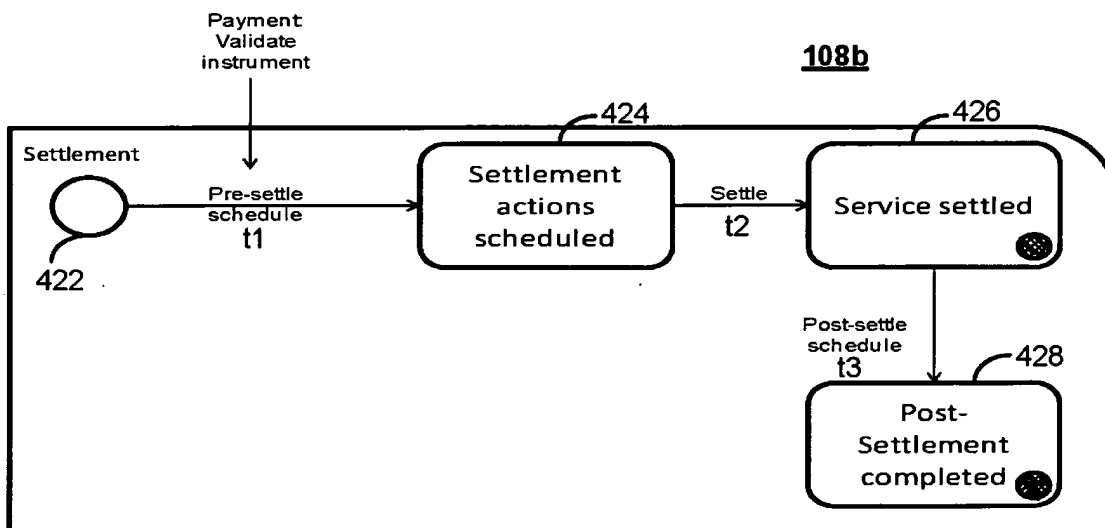 Payment:
Validate
instrument
108b
424
426
Settlement
Pre-settle
schedule
t1
Settlement
actions
scheduled
Settle
t2
Service settled
422
Post-settle
schedule
t3
428
Post-
Settlement
completed